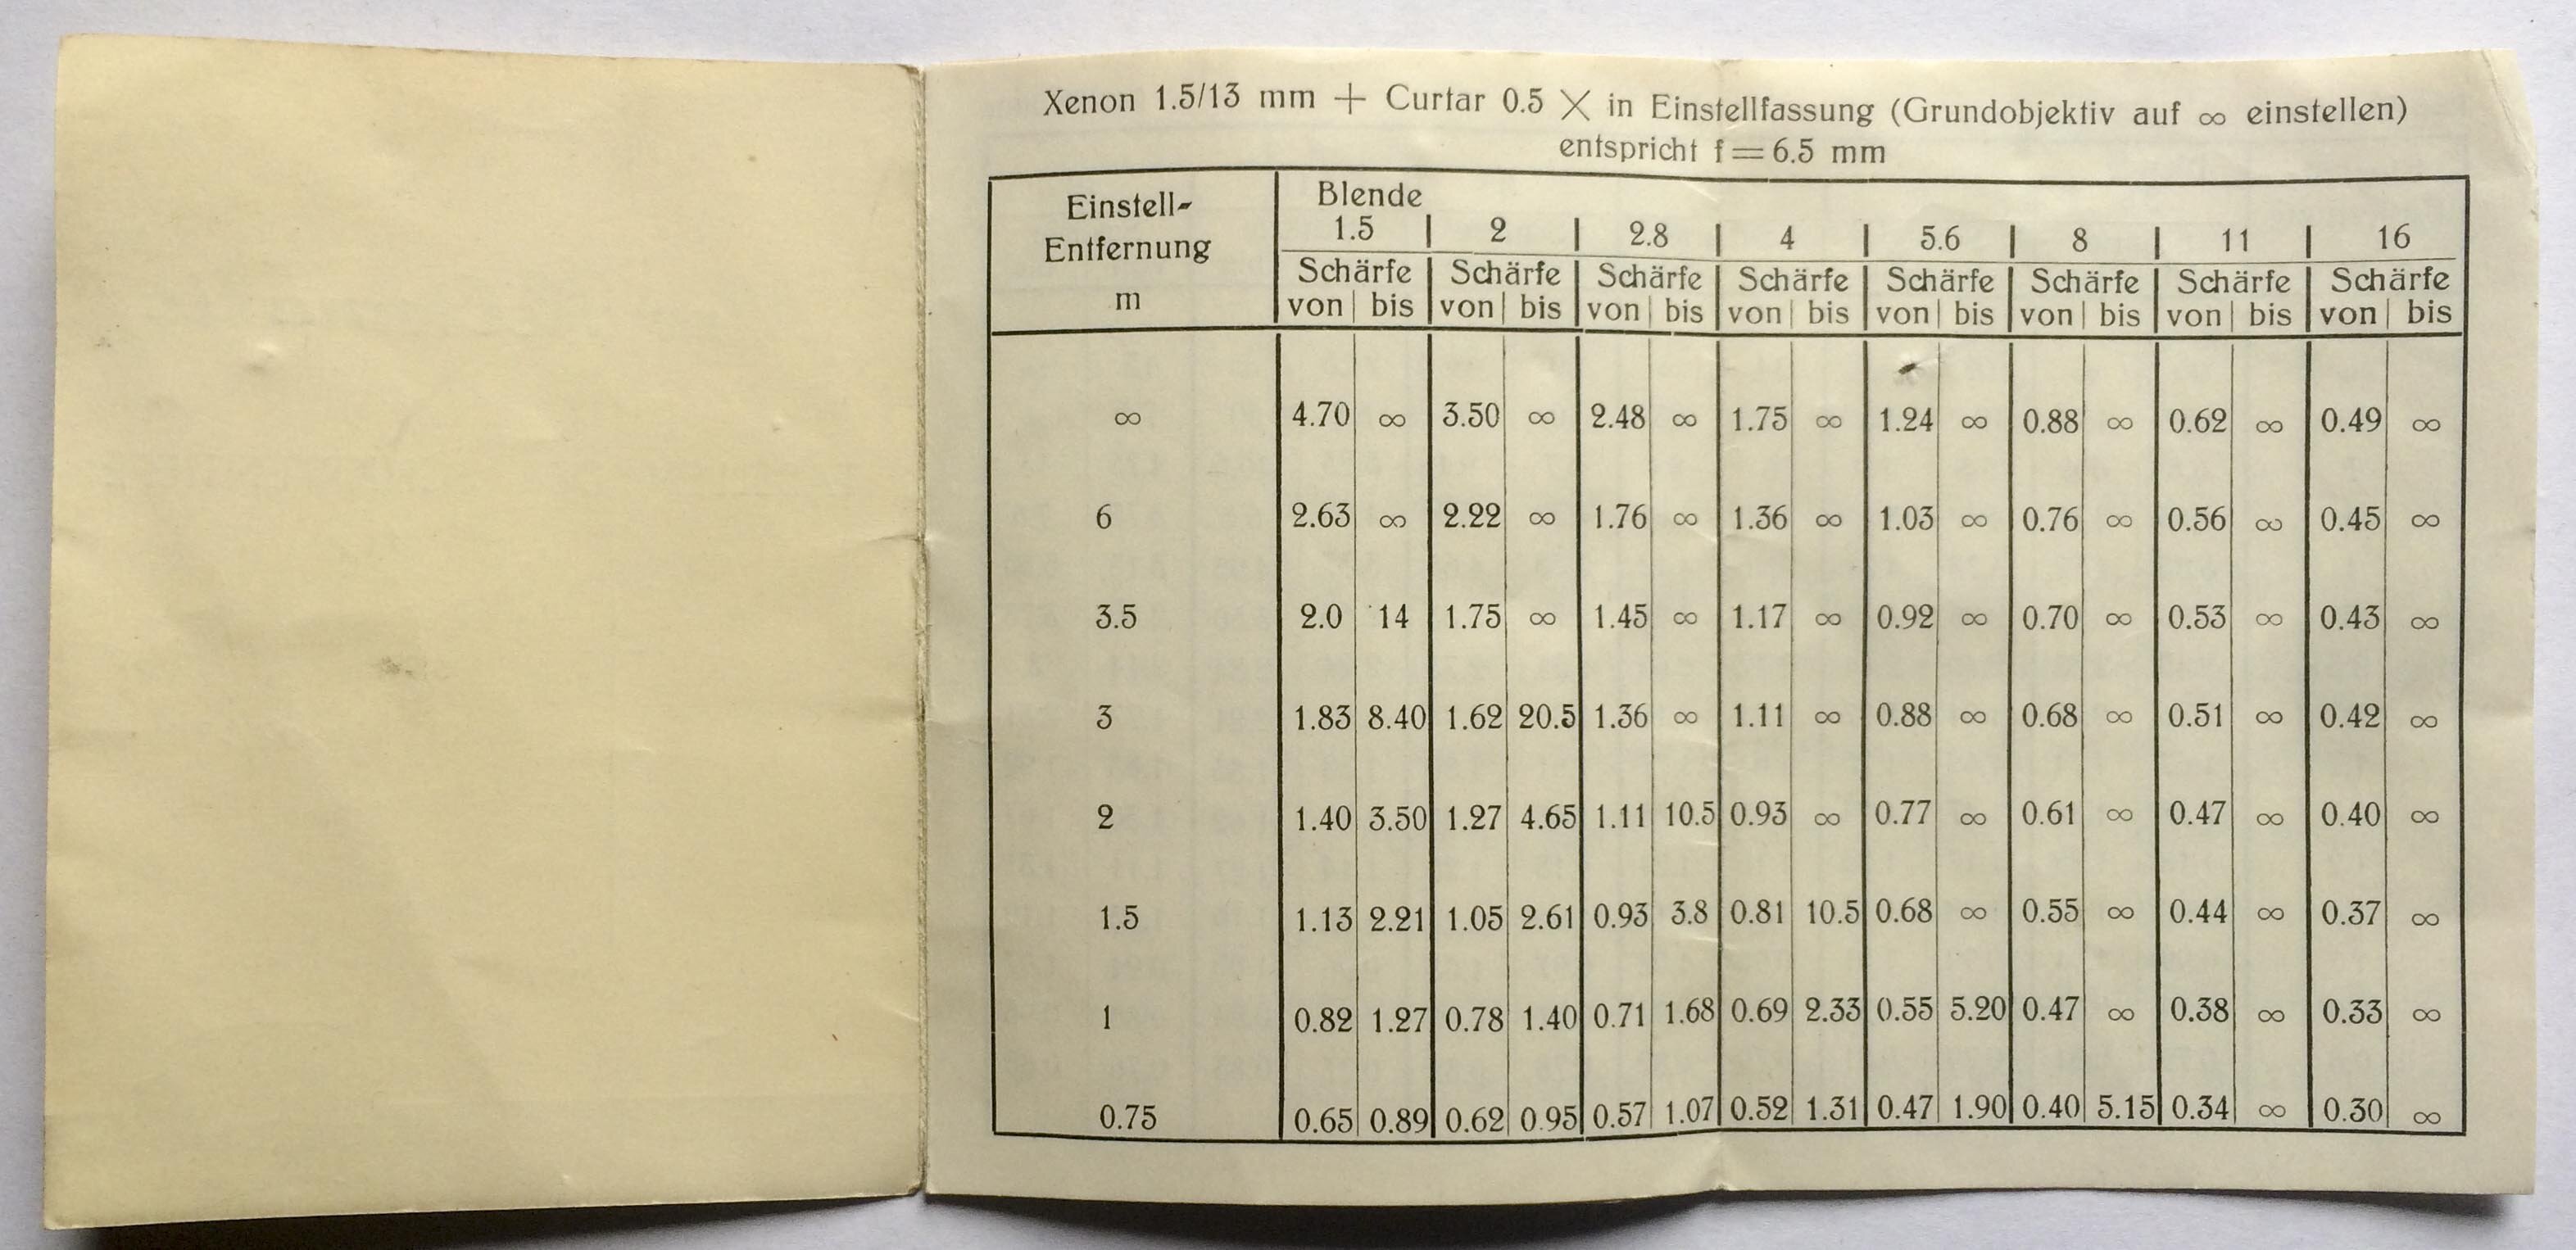 Xenon 1.5/13 mm + Curtar 0.5 X in Einstellfassung (Grundobjektiv auf ∞ einstellen)
entspricht f = 6.5 mm
Einstell-
Entfernung
m
Blende
1.5 | 2 | 2.8 | 4 | 5.6 | 8 | 11 | 16
Schärfe Schärfe Schärfe Schärfe Schärfe Schärfe Schärfe Schärfe
von | bis von | bis von | bis von | bis von | bis von | bis von | bis von | bis
∞ 4.70 ∞ 3.50 ∞ 2.48 ∞ 1.75 ∞ 1.24 ∞ 0.88 ∞ 0.62 ∞ 0.49 ∞
6 2.63 ∞ 2.22 ∞ 1.76 ∞ 1.36 ∞ 1.03 ∞ 0.76 ∞ 0.56 ∞ 0.45 ∞
3.5 2.0 14 1.75 ∞ 1.45 ∞ 1.17 ∞ 0.92 ∞ 0.70 ∞ 0.53 ∞ 0.43 ∞
3 1.83 8.40 1.62 20.5 1.36 ∞ 1.11 ∞ 0.88 ∞ 0.68 ∞ 0.51 ∞ 0.42 ∞
2 1.40 3.50 1.27 4.65 1.11 10.5 0.93 ∞ 0.77 ∞ 0.61 ∞ 0.47 ∞ 0.40 ∞
1.5 1.13 2.21 1.05 2.61 0.93 3.8 0.81 10.5 0.68 ∞ 0.55 ∞ 0.44 ∞ 0.37 ∞
1 0.82 1.27 0.78 1.40 0.71 1.68 0.69 2.33 0.55 5.20 0.47 ∞ 0.38 ∞ 0.33 ∞
0.75 0.65 0.89 0.62 0.95 0.57 1.07 0.52 1.31 0.47 1.90 0.40 5.15 0.34 ∞ 0.30 ∞